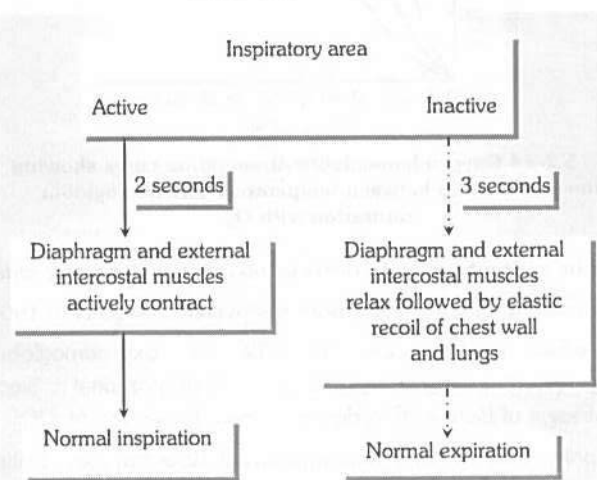 Inspiratory area
Active
Inactive
2 seconds
3 seconds
Diaphragm and external
intercostal muscles
actively contract
Diaphragm and external
intercostal muscles
relax followed by elastic
recoil of chest wall
and lungs
Normal inspiration
Normal expiration